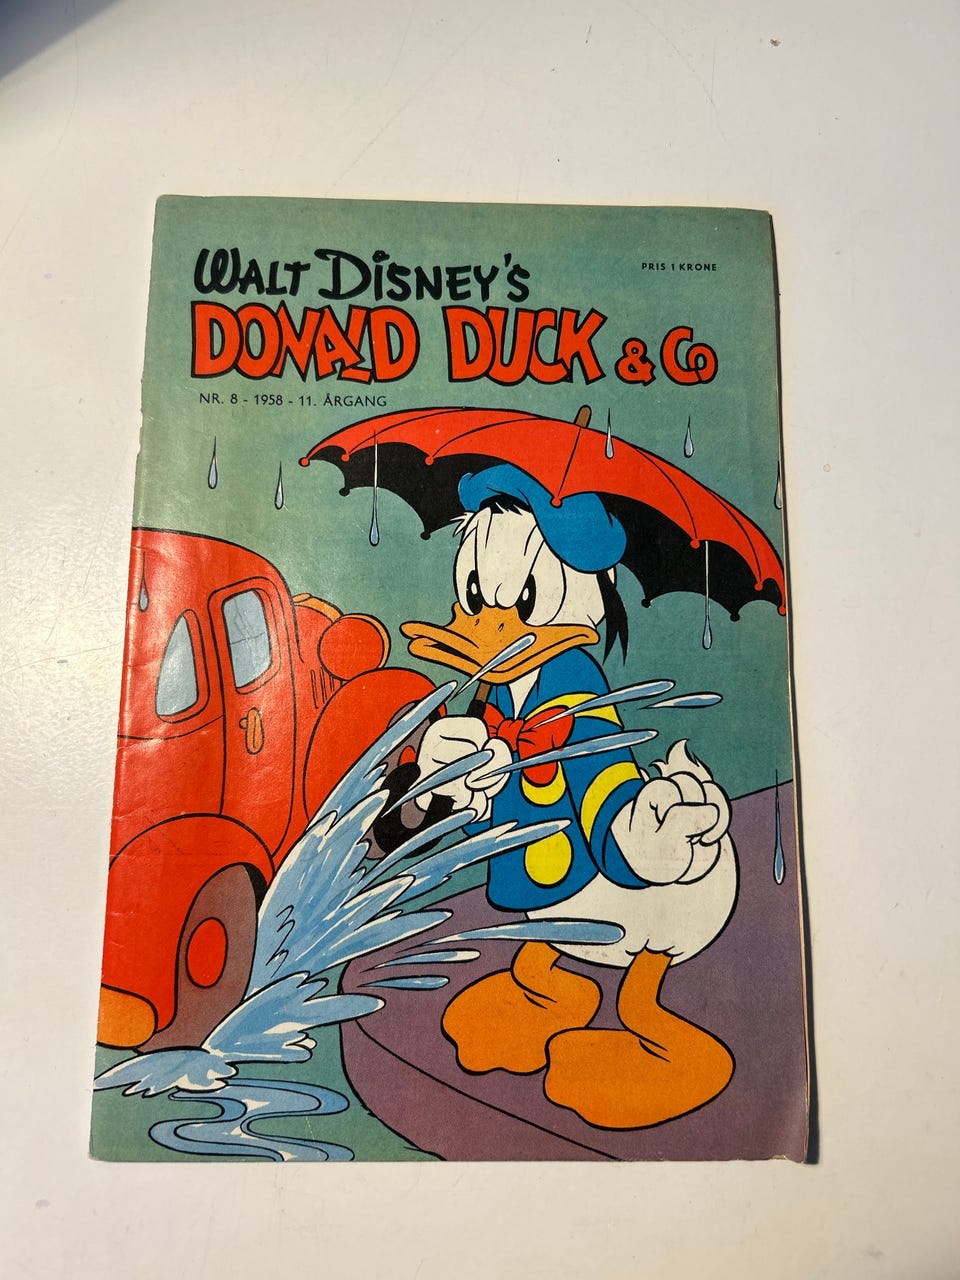 WALT DISNEY'S
PRIS 1 KRONE
DONALD DUCK & Co
NR. 8 - 1958 - 11. ÅRGANG